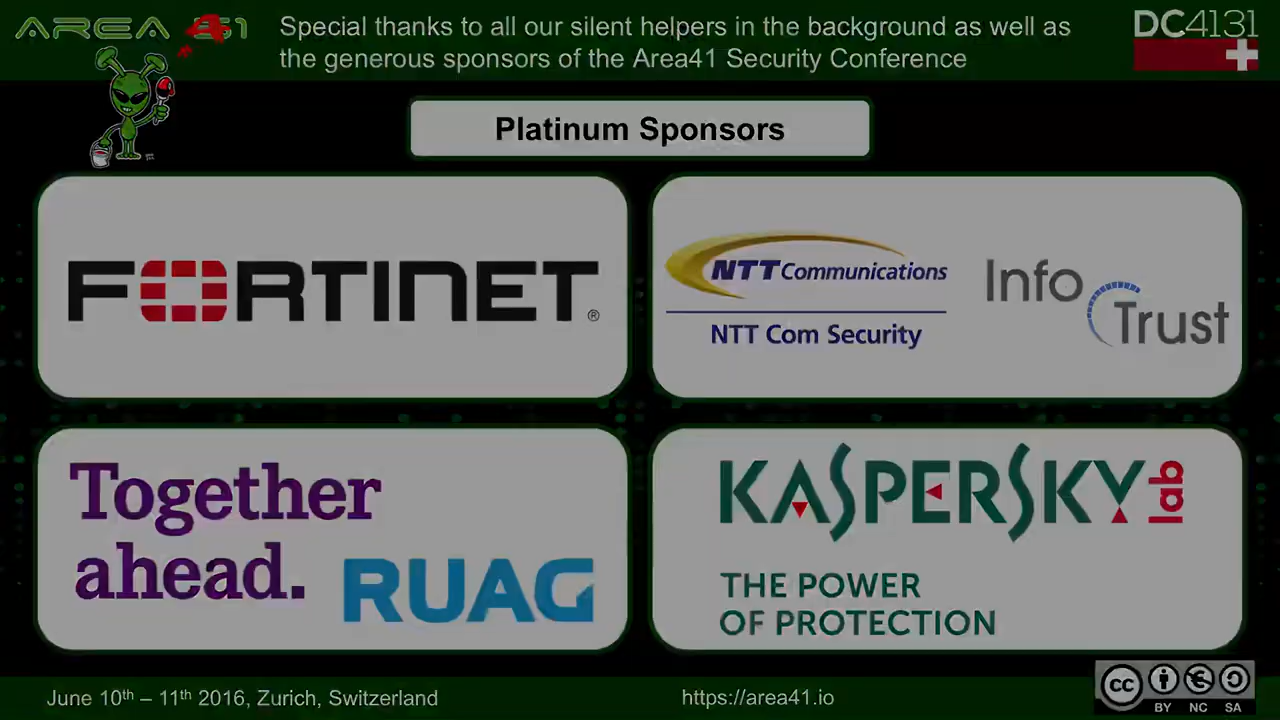 AREA 41
Special thanks to all our silent helpers in the background as well as
the generous sponsors of the Area41 Security Conference
DC4131
Platinum Sponsors
FORTINET®
NTT Communications
NTT Com Security
Info
Trust
Together
ahead.
RUAG
KASPERSKY lab
THE POWER
OF PROTECTION
June 10th – 11th 2016, Zurich, Switzerland
https://area41.io
cc
BY NC SA